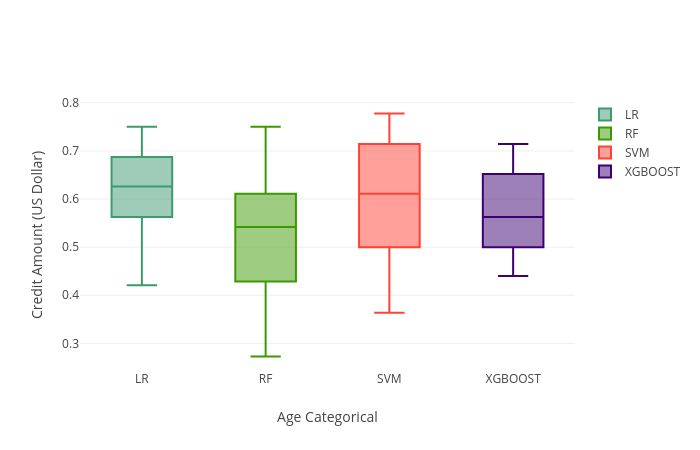 0.8
0.7
0.6
0.5
0.4
0.3
Credit Amount (US Dollar)
LR
RF
SVM
XGBOOST
Age Categorical
LR
RF
SVM
XGBOOST